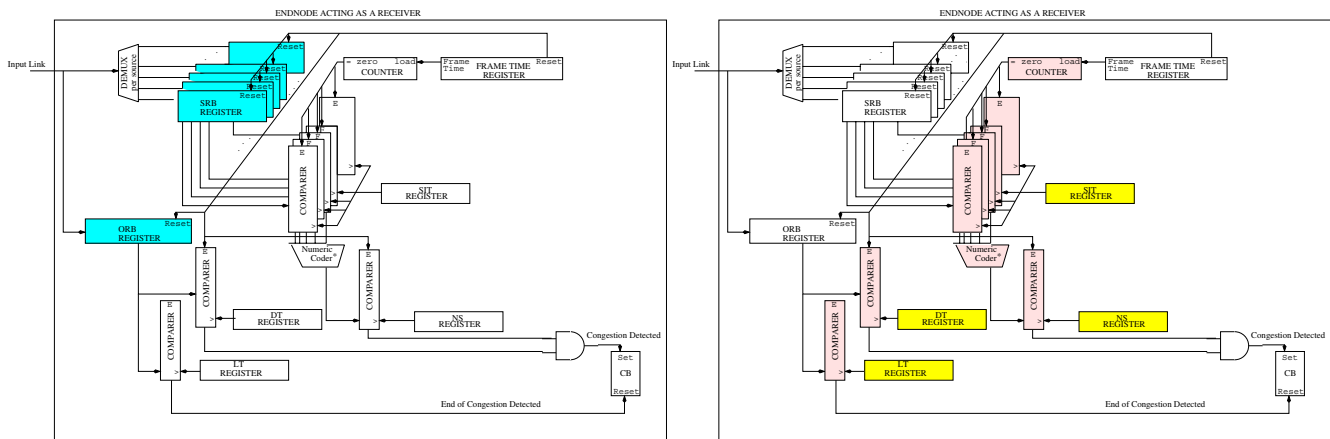 ENDNODE ACTING AS A RECEIVER
Input Link
DEMUX
per source
Reset
Reset
Reset
Reset
Reset
SRB
REGISTER
= zero load
COUNTER
Frame
Time
Reset
FRAME TIME
REGISTER
E
E
E
E
COMPARER
>
>
>
>
SIT
REGISTER
Reset
ORB
REGISTER
Numeric
Coder*
E
COMPARER
>
E
COMPARER
>
E
COMPARER
>
DT
REGISTER
NS
REGISTER
LT
REGISTER
Congestion Detected
Set
CB
Reset
End of Congestion Detected
ENDNODE ACTING AS A RECEIVER
Input Link
DEMUX
per source
Reset
Reset
Reset
Reset
Reset
SRB
REGISTER
= zero load
COUNTER
Frame
Time
Reset
FRAME TIME
REGISTER
E
E
E
E
COMPARER
>
>
>
>
SIT
REGISTER
Reset
ORB
REGISTER
Numeric
Coder*
E
COMPARER
>
E
COMPARER
>
E
COMPARER
>
DT
REGISTER
NS
REGISTER
LT
REGISTER
Congestion Detected
Set
CB
Reset
End of Congestion Detected